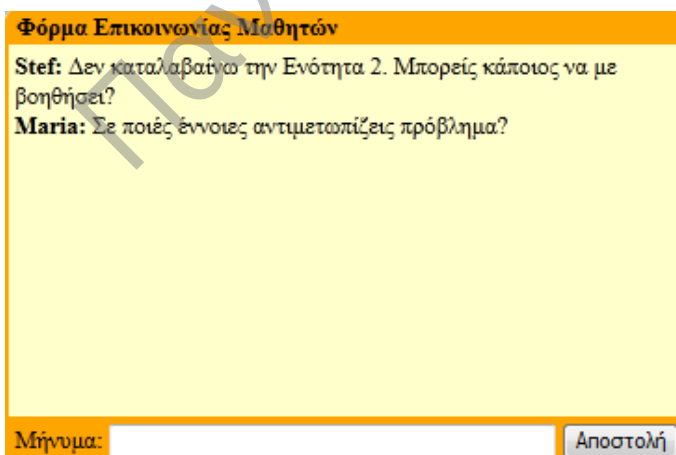 Φόρμα Επικοινωνίας Μαθητών
Stef: Δεν καταλαβαίνω την Ενότητα 2. Μπορείς κάποιος να με
βοηθήσει?
Maria: Σε ποιές έννοιες αντιμετωπίζεις πρόβλημα?
Μήνυμα:
Αποστολή
Παν